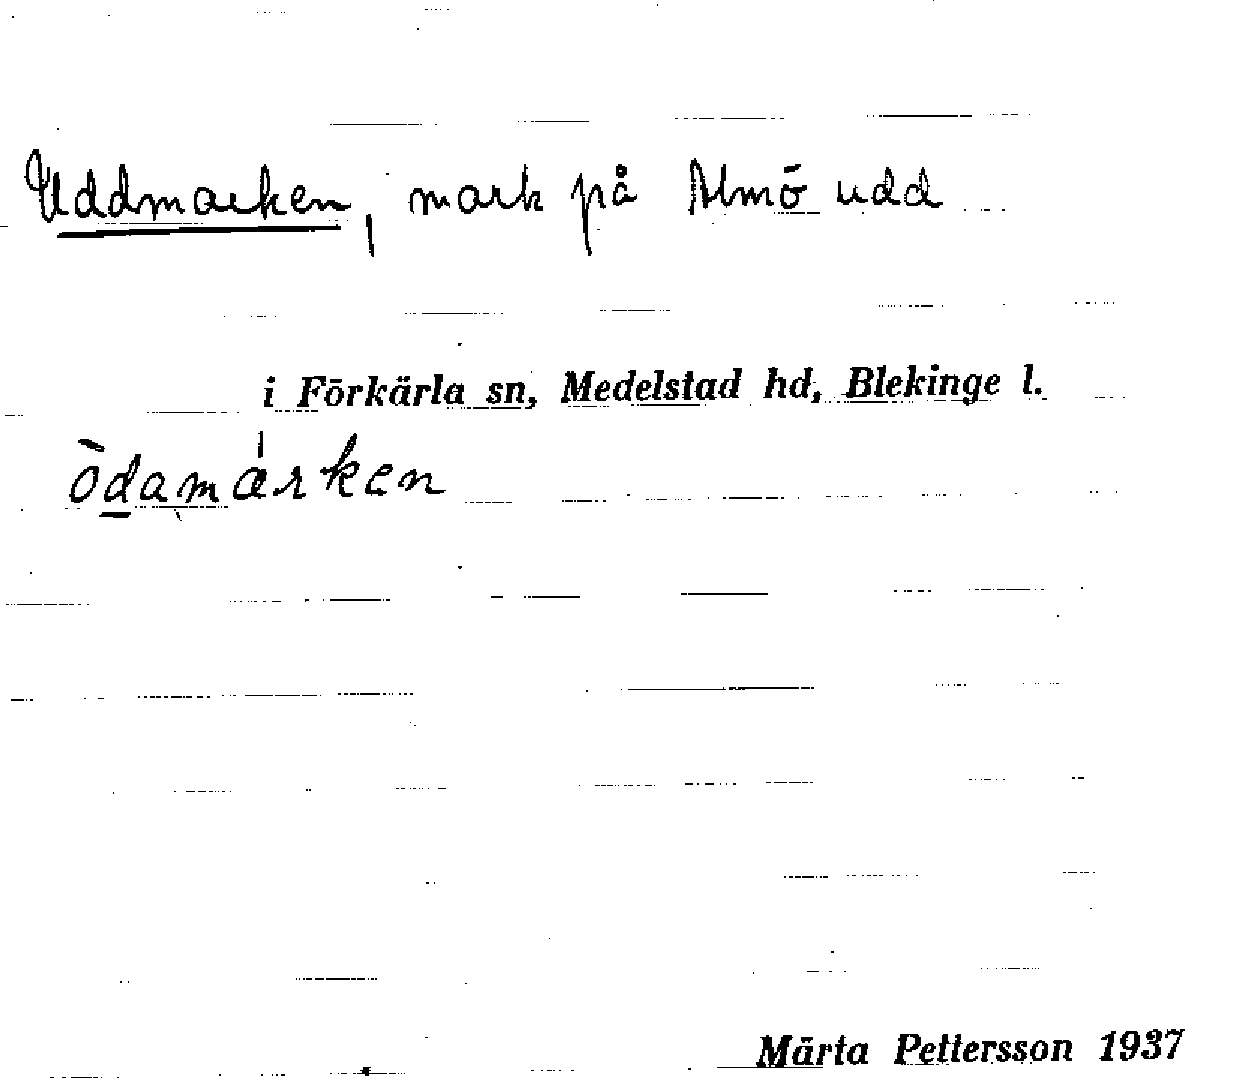 Uddmarken, mark på Almö udd
i Förkärla sn, Medelstad hd, Blekinge l.
òdamárken
Märta Pettersson 1937